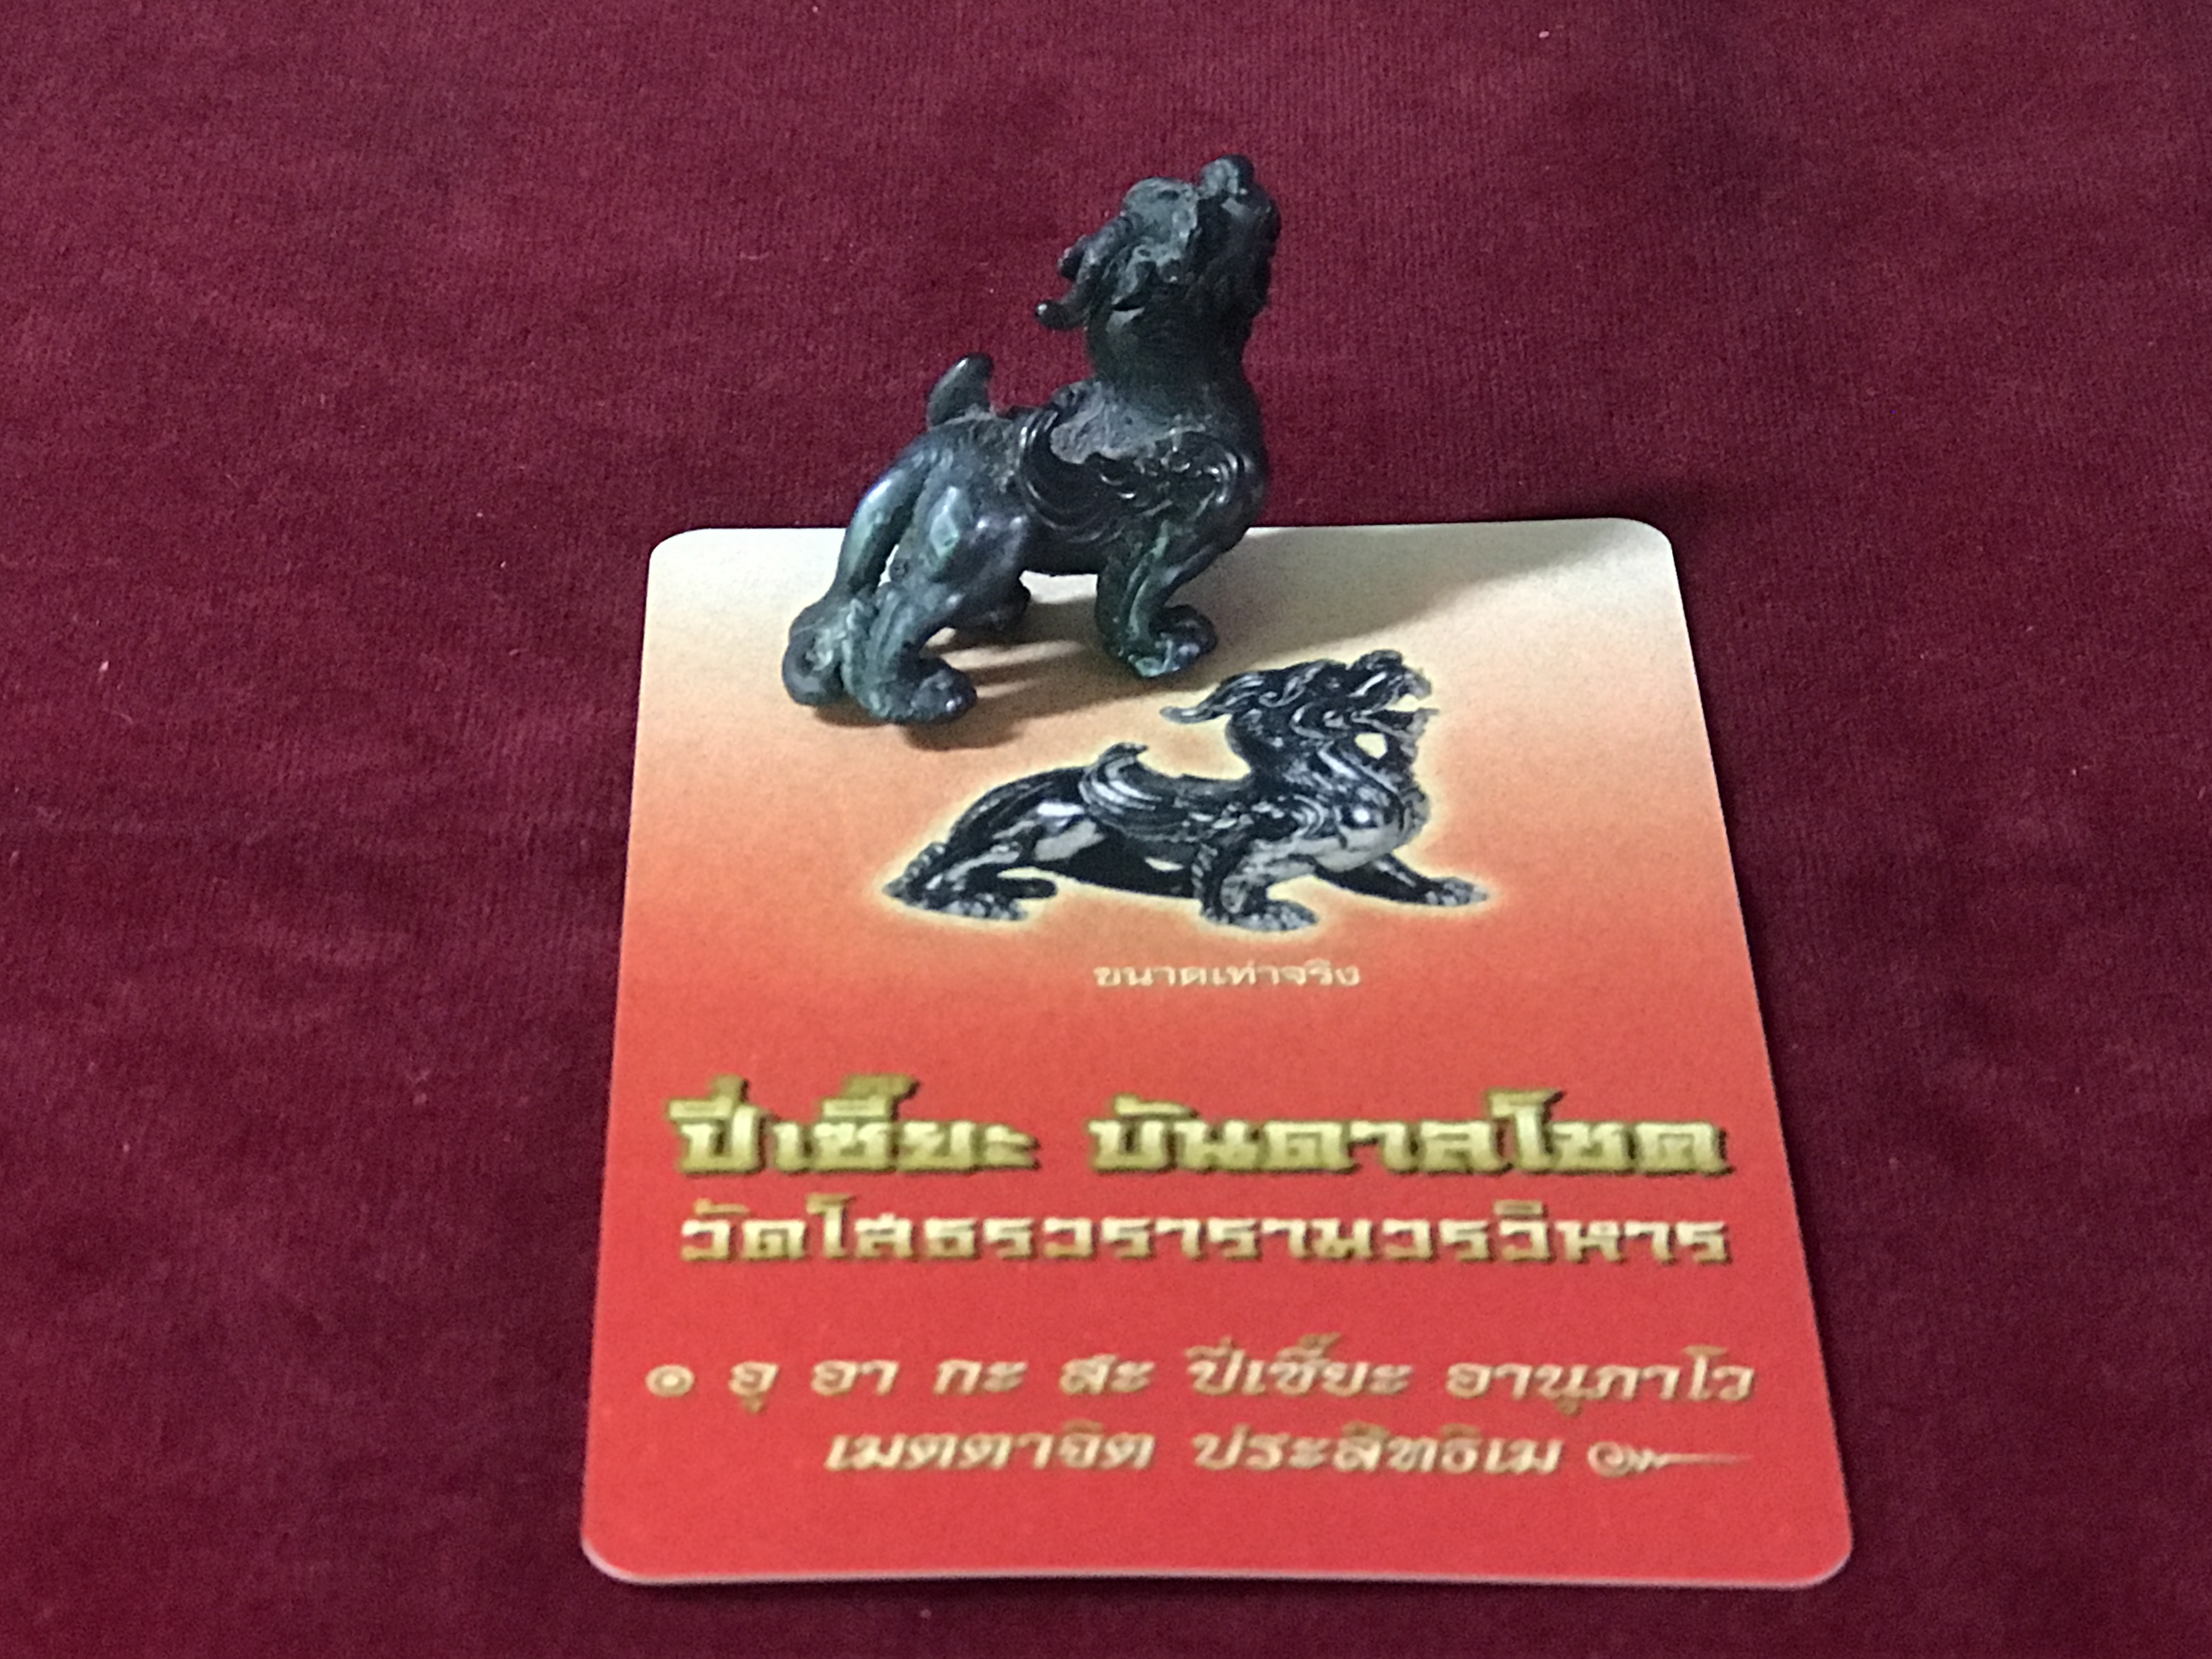 ขนาดเท่าจริง
ปี่เซี๊ยะ บันดาลโชค
วัดโสธรวรารามวรวิหาร
๏ อุ อา กะ สะ ปี่เซี๊ยะ อานุภาโว
เมตตาจิต ประสิทธิเม ๛